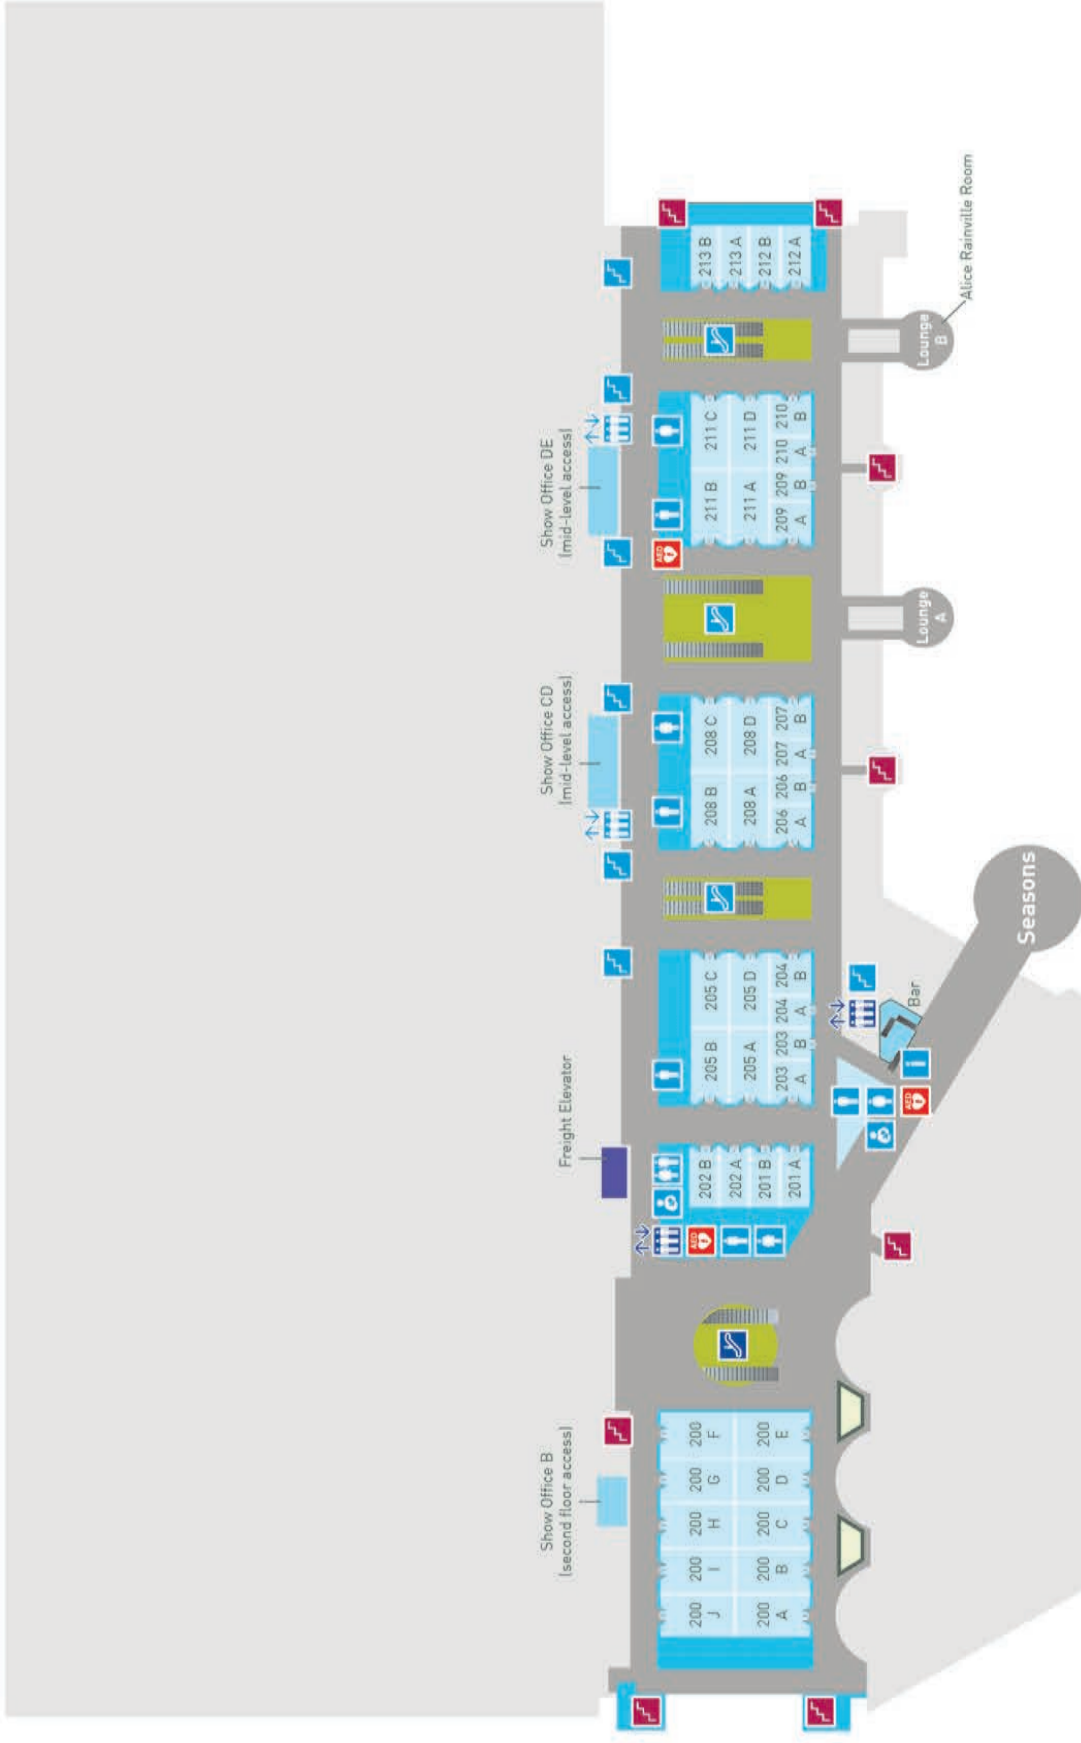 Show Office B
(second floor access)
Freight Elevator
Show Office CD
(mid-level access)
Show Office DE
(mid-level access)
200
J
200
I
200
H
200
G
200
F
200
A
200
B
200
C
200
D
200
E
AED
202 B
202 A
201 B
201 A
205 B
205 C
205 A
205 D
203 203 204 204
A B A B
208 B
208 C
208 A
208 D
206 206 207 207
A B A B
AED
211 B
211 C
211 A
211 D
209 209 210 210
A B A B
213 B
213 A
212 B
212 A
AED
Bar
Seasons
Lounge
A
Lounge
B
Alice Rainville Room